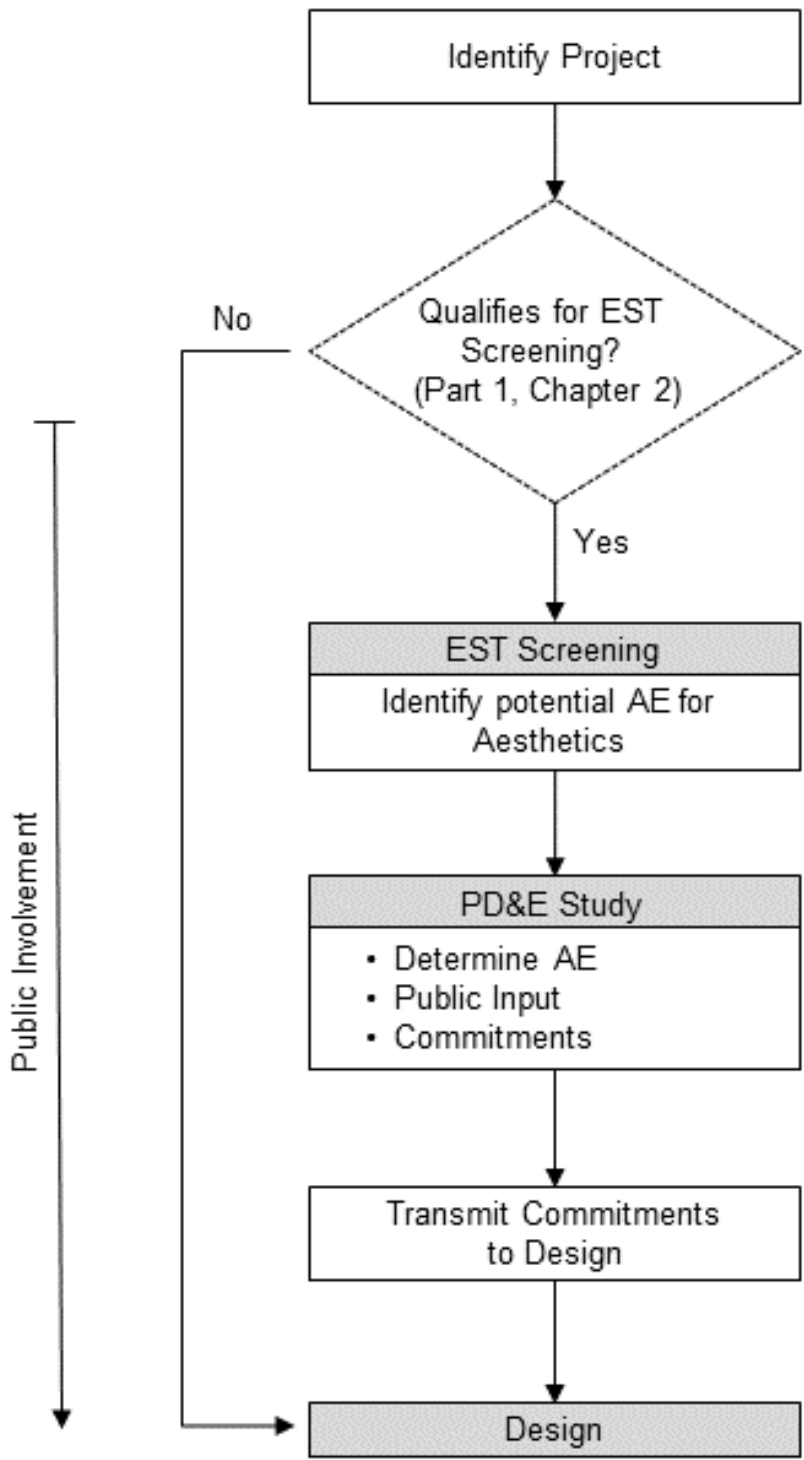 Identify Project
Qualifies for EST
Screening?
(Part 1, Chapter 2)
No
Yes
EST Screening
Identify potential AE for
Aesthetics
PD&E Study
• Determine AE
• Public Input
• Commitments
Public Involvement
Transmit Commitments
to Design
Design